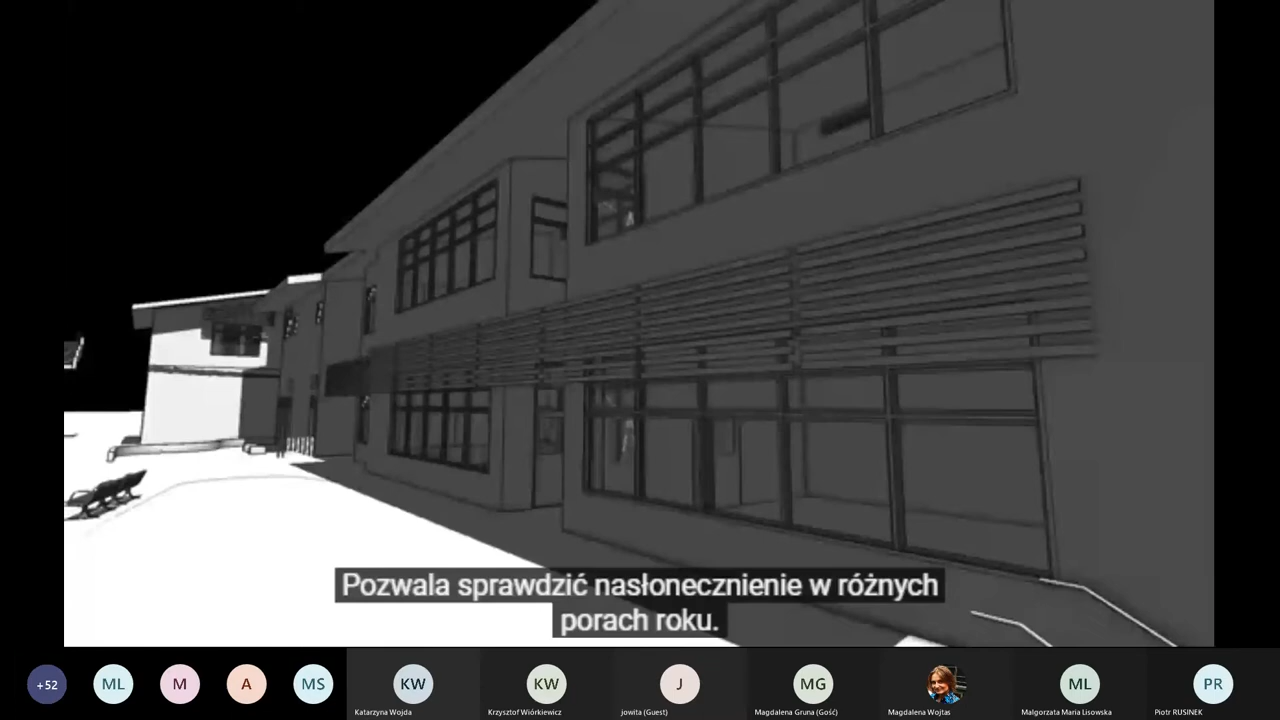 Pozwala sprawdzić nasłonecznienie w różnych
porach roku.
+52
ML
M
A
MS
KW
KW
J
MG
ML
PR
Katarzyna Wojda
Krzysztof Wiórkiewicz
jowita (Guest)
Magdalena Gruna (Gość)
Magdalena Wojtas
Malgorzata Maria Lisowska
Piotr RUSINEK